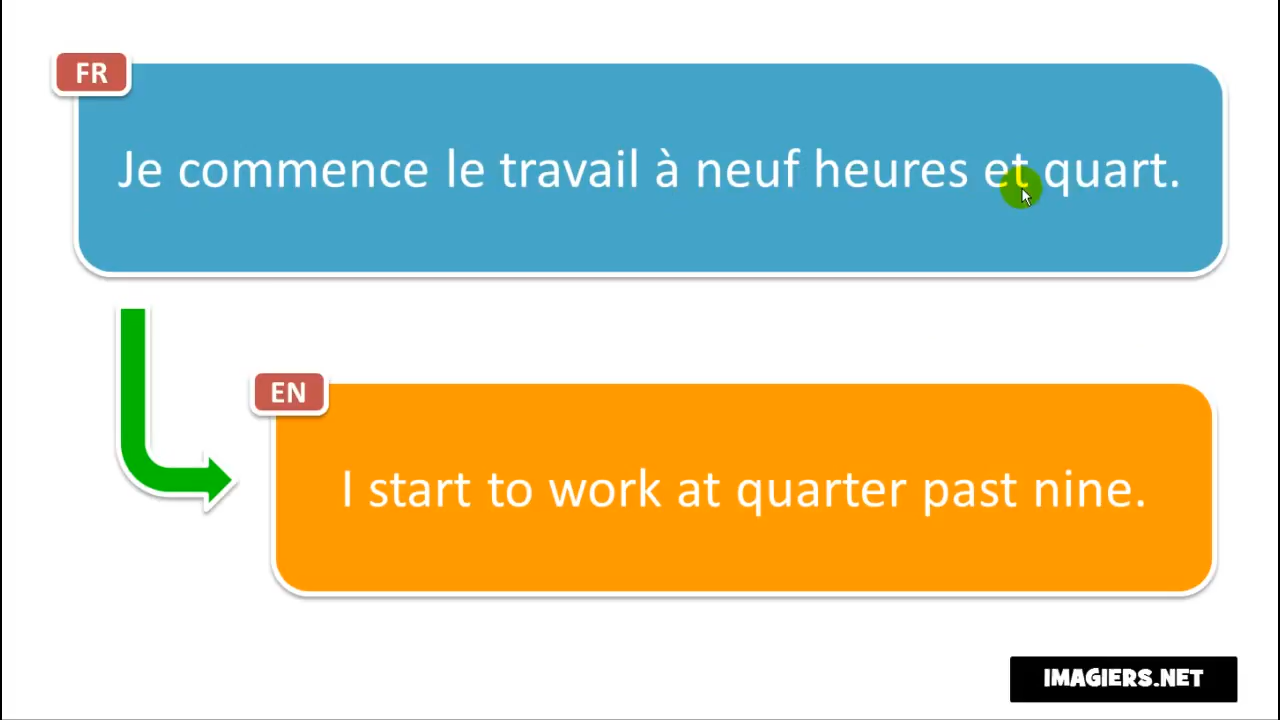 FR
Je commence le travail à neuf heures et quart.
EN
I start to work at quarter past nine.
IMAGIERS.NET